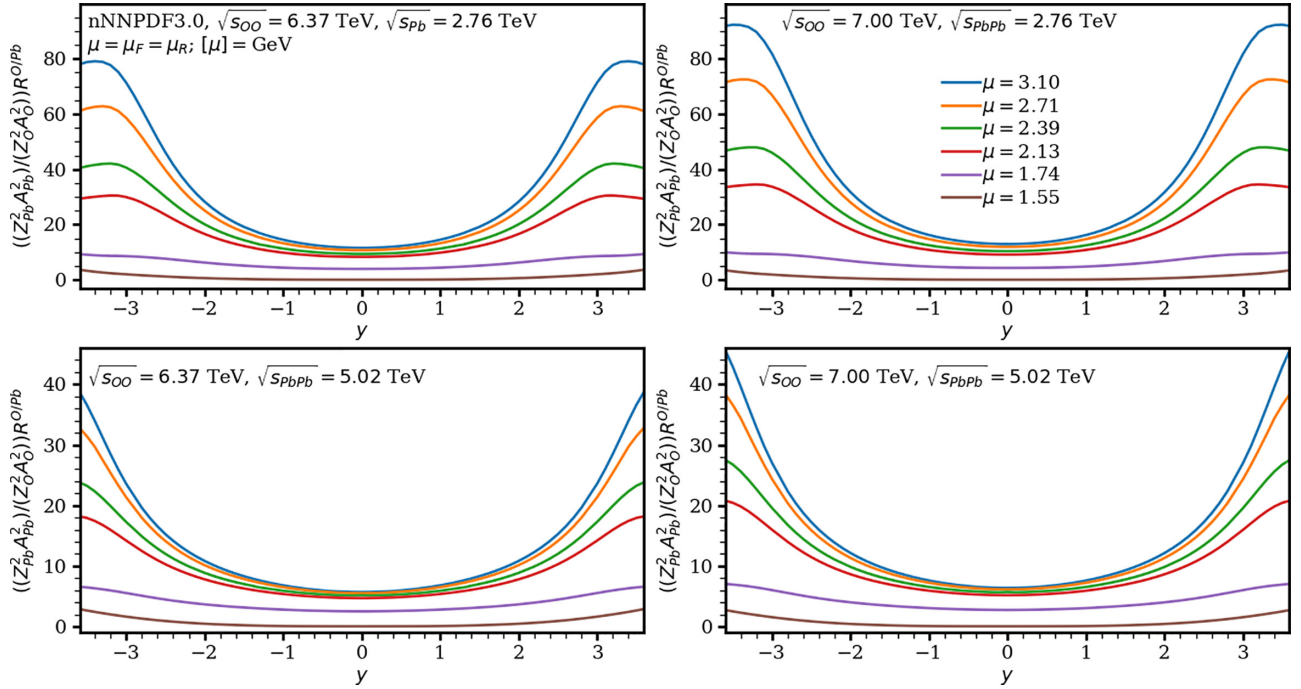 nNNPDF3.0, √s_OO = 6.37 TeV, √s_Pb = 2.76 TeV
μ = μ_F = μ_R; [μ] = GeV
((Z²_Pb A²_Pb)/(Z²_O A²_O))R^O/Pb
80
60
40
20
0
−3 −2 −1 0 1 2 3
y
√s_OO = 7.00 TeV, √s_PbPb = 2.76 TeV
μ = 3.10
μ = 2.71
μ = 2.39
μ = 2.13
μ = 1.74
μ = 1.55
((Z²_Pb A²_Pb)/(Z²_O A²_O))R^O/Pb
80
60
40
20
0
−3 −2 −1 0 1 2 3
y
√s_OO = 6.37 TeV, √s_PbPb = 5.02 TeV
((Z²_Pb A²_Pb)/(Z²_O A²_O))R^O/Pb
40
30
20
10
0
−3 −2 −1 0 1 2 3
y
√s_OO = 7.00 TeV, √s_PbPb = 5.02 TeV
((Z²_Pb A²_Pb)/(Z²_O A²_O))R^O/Pb
40
30
20
10
0
−3 −2 −1 0 1 2 3
y